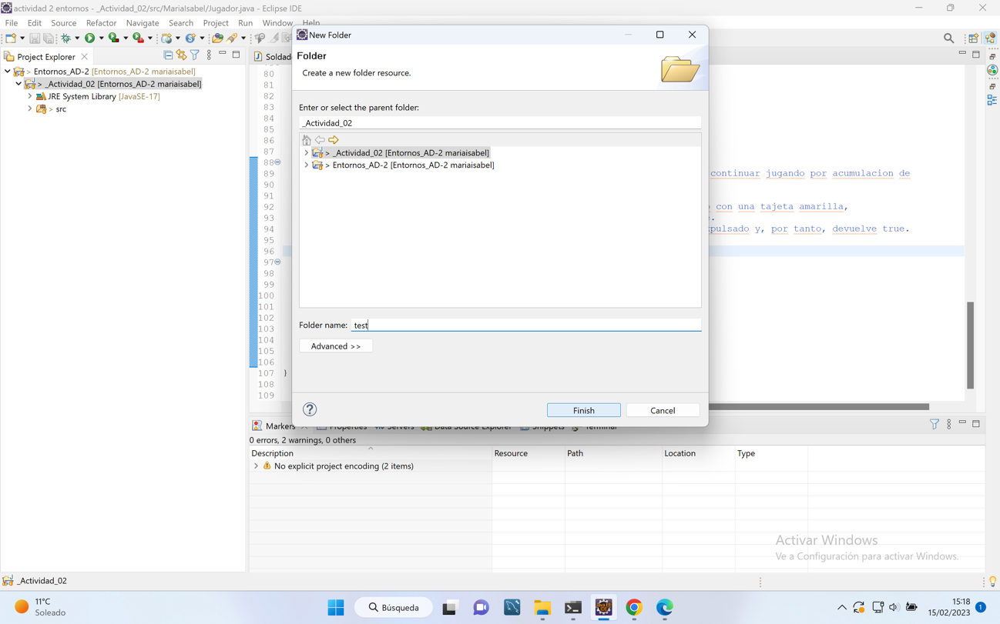 actividad 2 entornos - _Actividad_02/src/MariaIsabel/Jugador.java - Eclipse IDE
File Edit Source Refactor Navigate Search Project Run Window Help
Project Explorer
Soldad
> Entornos_AD-2 [Entornos_AD-2 mariaisabel]
> _Actividad_02 [Entornos_AD-2 mariaisabel]
JRE System Library [JavaSE-17]
> src
New Folder
Folder
Create a new folder resource.
Enter or select the parent folder:
_Actividad_02
> _Actividad_02 [Entornos_AD-2 mariaisabel]
> Entornos_AD-2 [Entornos_AD-2 mariaisabel]
Folder name: test
Advanced >>
Finish Cancel
80
81
82
83
84
85
86
87
88
89 continuar jugando por acumulacion de
90
91
92 con una tajeta amarilla,
93 .
94 pulsado y, por tanto, devuelve true.
95
96
97
98
99
100
101
102
103
104
105
106
107 }
108
109
Markers Properties Servers Data Source Explorer Snippets Terminal
0 errors, 2 warnings, 0 others
Description Resource Path Location Type
No explicit project encoding (2 items)
Activar Windows
Ve a Configuración para activar Windows.
_Actividad_02
11°C
Soleado
Búsqueda
15:18
15/02/2023
1